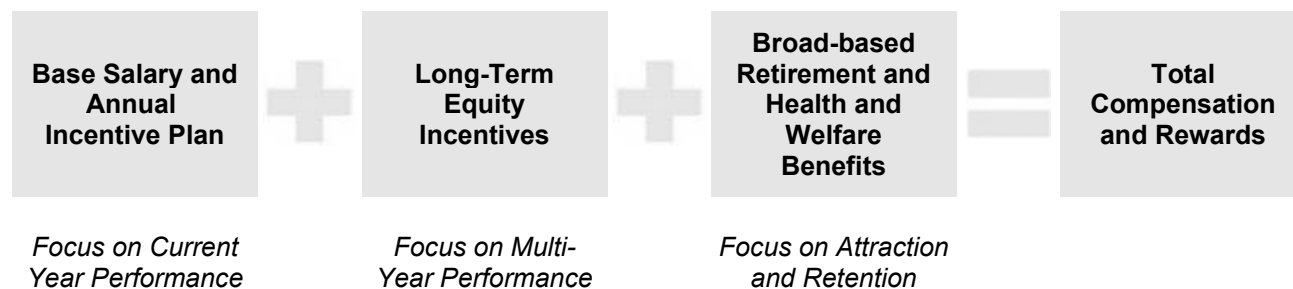 Base Salary and
Annual
Incentive Plan
Long-Term
Equity
Incentives
Broad-based
Retirement and
Health and
Welfare
Benefits
Total
Compensation
and Rewards
Focus on Current
Year Performance
Focus on Multi-
Year Performance
Focus on Attraction
and Retention